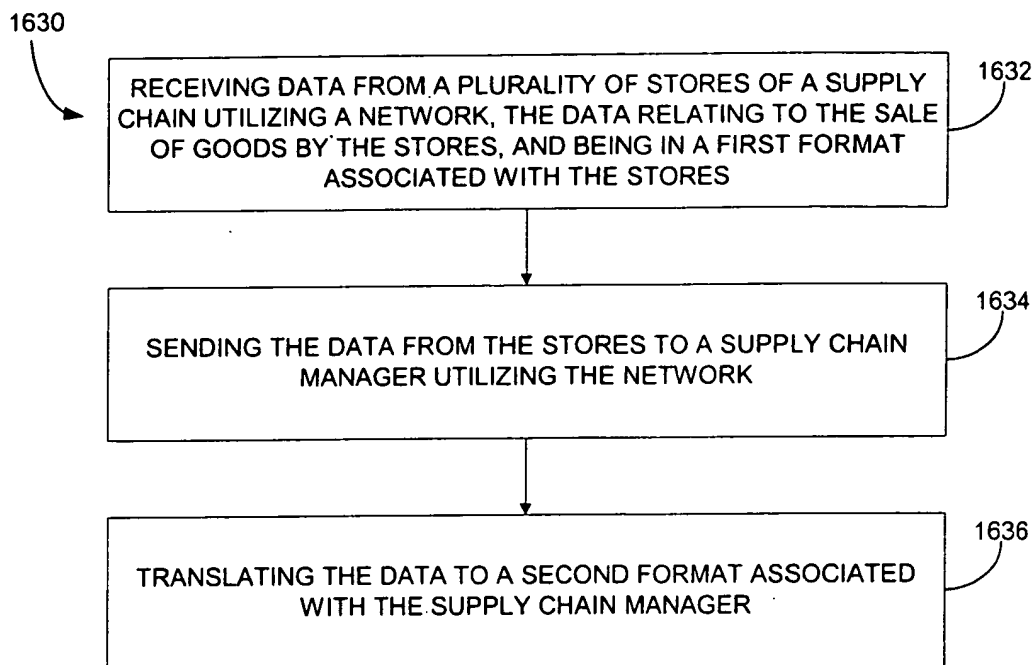 1630
RECEIVING DATA FROM A PLURALITY OF STORES OF A SUPPLY
CHAIN UTILIZING A NETWORK, THE DATA RELATING TO THE SALE
OF GOODS BY THE STORES, AND BEING IN A FIRST FORMAT
ASSOCIATED WITH THE STORES
1632
SENDING THE DATA FROM THE STORES TO A SUPPLY CHAIN
MANAGER UTILIZING THE NETWORK
1634
TRANSLATING THE DATA TO A SECOND FORMAT ASSOCIATED
WITH THE SUPPLY CHAIN MANAGER
1636